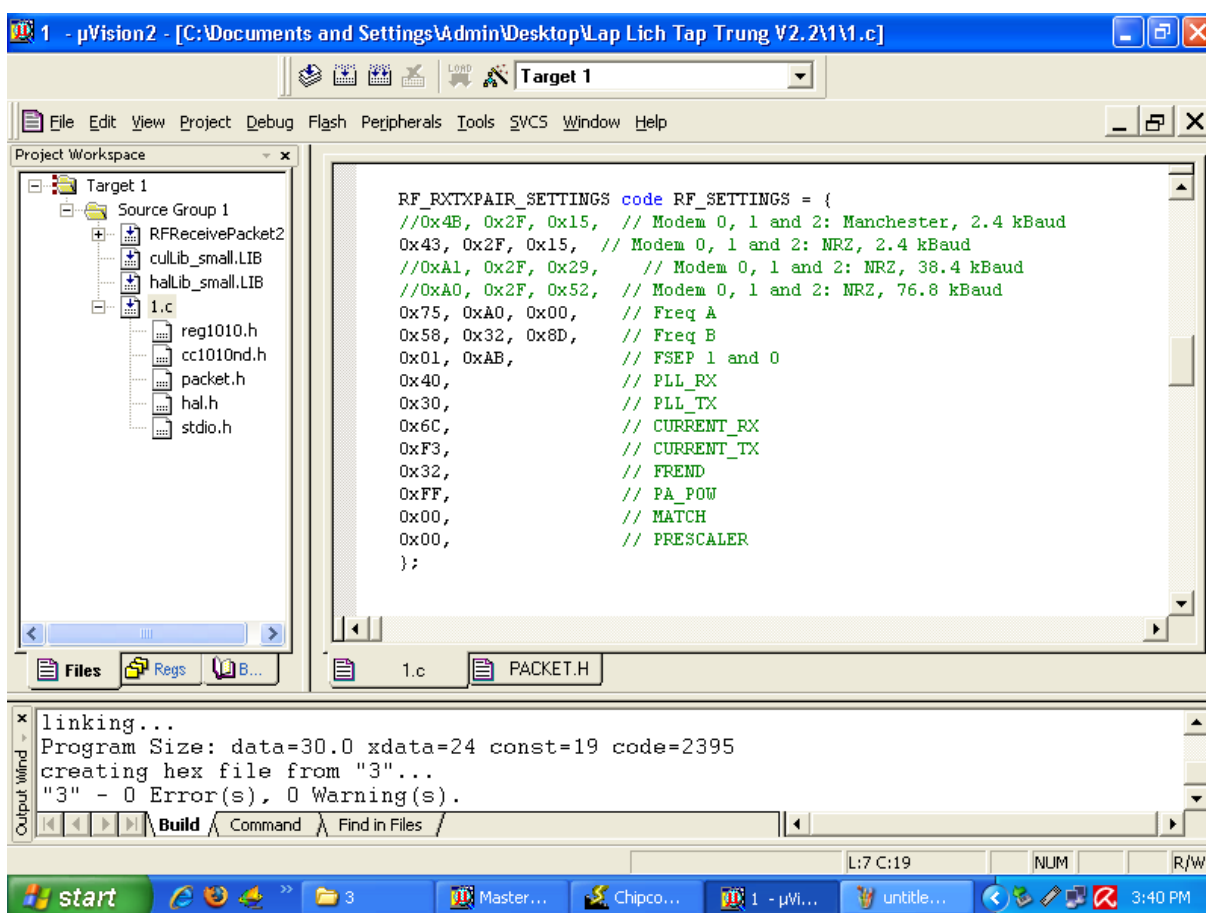 1 - µVision2 - [C:\Documents and Settings\Admin\Desktop\Lap Lich Tap Trung V2.2\1\1.c]
LOAD Target 1
File Edit View Project Debug Flash Peripherals Tools SVCS Window Help
Project Workspace
Target 1
Source Group 1
RFReceivePacket2
culLib_small.LIB
halLib_small.LIB
1.c
reg1010.h
cc1010nd.h
packet.h
hal.h
stdio.h
Files Regs B...
RF_RXTXPAIR_SETTINGS code RF_SETTINGS = {
//0x4B, 0x2F, 0x15, // Modem 0, 1 and 2: Manchester, 2.4 kBaud
0x43, 0x2F, 0x15, // Modem 0, 1 and 2: NRZ, 2.4 kBaud
//0xA1, 0x2F, 0x29, // Modem 0, 1 and 2: NRZ, 38.4 kBaud
//0xA0, 0x2F, 0x52, // Modem 0, 1 and 2: NRZ, 76.8 kBaud
0x75, 0xA0, 0x00, // Freq A
0x58, 0x32, 0x8D, // Freq B
0x01, 0xAB, // FSEP 1 and 0
0x40, // PLL_RX
0x30, // PLL_TX
0x6C, // CURRENT_RX
0xF3, // CURRENT_TX
0x32, // FREND
0xFF, // PA_POW
0x00, // MATCH
0x00, // PRESCALER
};
1.c PACKET.H
Output Wind
linking...
Program Size: data=30.0 xdata=24 const=19 code=2395
creating hex file from "3"...
"3" - 0 Error(s), 0 Warning(s).
Build Command Find in Files
L:7 C:19 NUM R/W
start 3 Master... Chipco... 1 - µVi... untitle... 3:40 PM